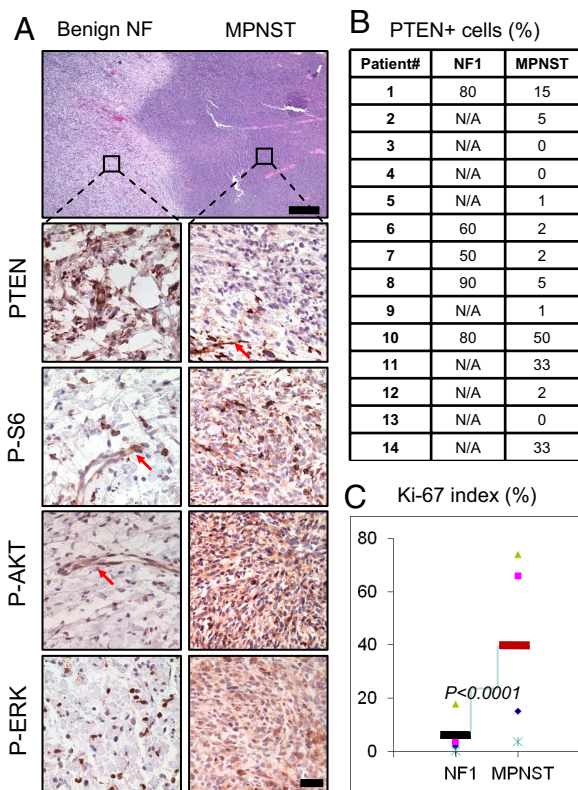 A
Benign NF MPNST
PTEN
P-S6
P-AKT
P-ERK
B PTEN+ cells (%)
Patient# NF1 MPNST
1 80 15
2 N/A 5
3 N/A 0
4 N/A 0
5 N/A 1
6 60 2
7 50 2
8 90 5
9 N/A 1
10 80 50
11 N/A 33
12 N/A 2
13 N/A 0
14 N/A 33
C Ki-67 index (%)
80
60
40
20
0
P<0.0001
NF1 MPNST